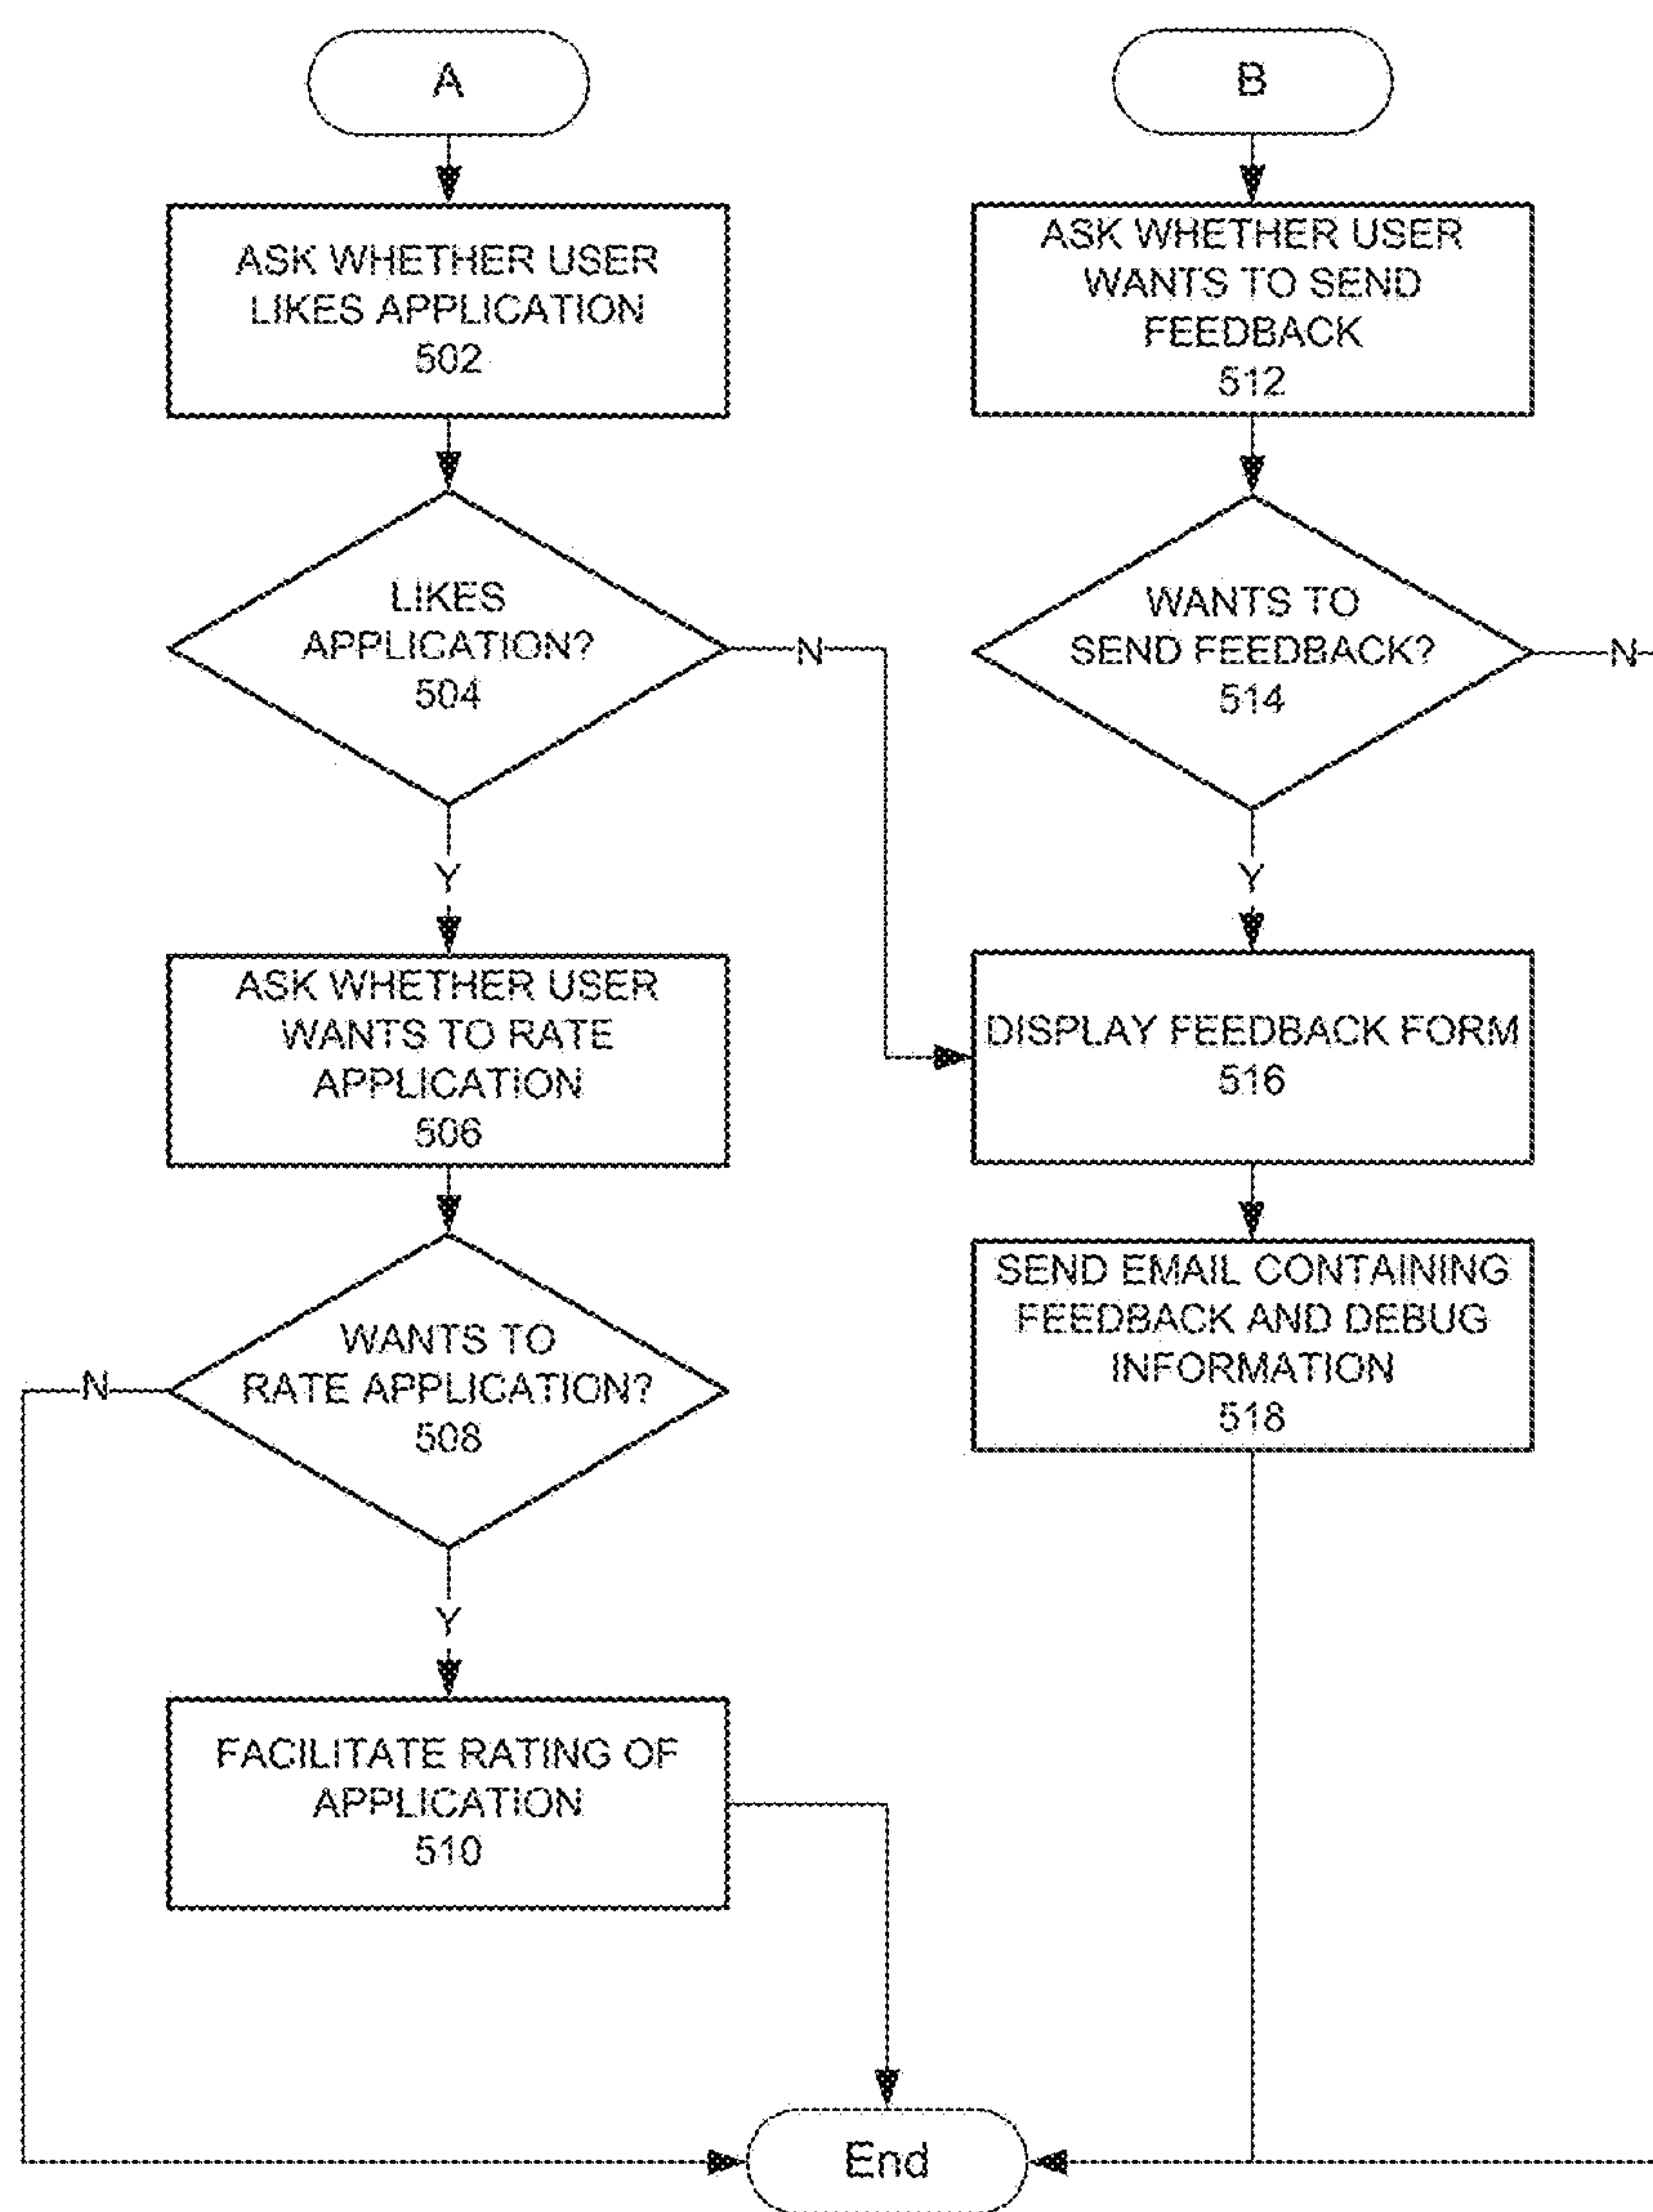 A
ASK WHETHER USER
LIKES APPLICATION
502
LIKES
APPLICATION?
504
N
Y
ASK WHETHER USER
WANTS TO RATE
APPLICATION
506
WANTS TO
RATE APPLICATION?
508
N
Y
FACILITATE RATING OF
APPLICATION
510
B
ASK WHETHER USER
WANTS TO SEND
FEEDBACK
512
WANTS TO
SEND FEEDBACK?
514
N
Y
DISPLAY FEEDBACK FORM
516
SEND EMAIL CONTAINING
FEEDBACK AND DEBUG
INFORMATION
518
End